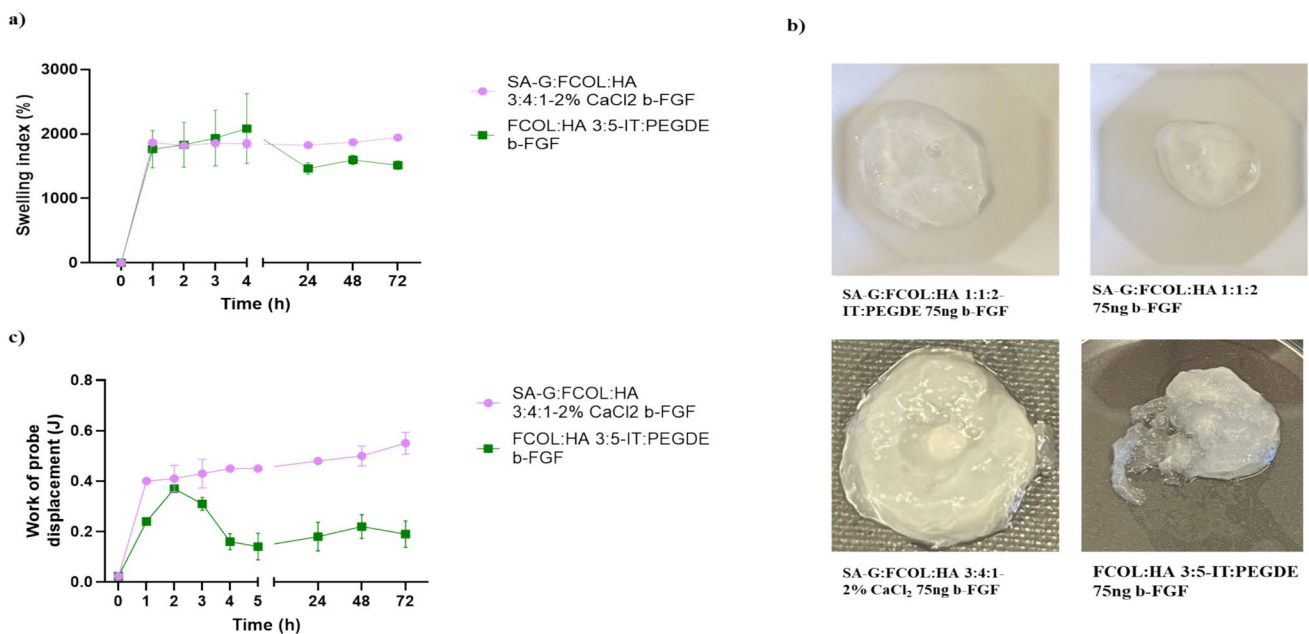 a)
3000
2000
1000
0
Swelling index (%)
0 1 2 3 4 24 48 72
Time (h)
SA-G:FCOL:HA
3:4:1-2% CaCl2 b-FGF
FCOL:HA 3:5-IT:PEGDE
b-FGF
b)
SA-G:FCOL:HA 1:1:2-
IT:PEGDE 75ng b-FGF
SA-G:FCOL:HA 1:1:2
75ng b-FGF
SA-G:FCOL:HA 3:4:1-
2% CaCl₂ 75ng b-FGF
FCOL:HA 3:5-IT:PEGDE
75ng b-FGF
c)
0.8
0.6
0.4
0.2
0.0
Work of probe
displacement (J)
0 1 2 3 4 5 24 48 72
Time (h)
SA-G:FCOL:HA
3:4:1-2% CaCl2 b-FGF
FCOL:HA 3:5-IT:PEGDE
b-FGF